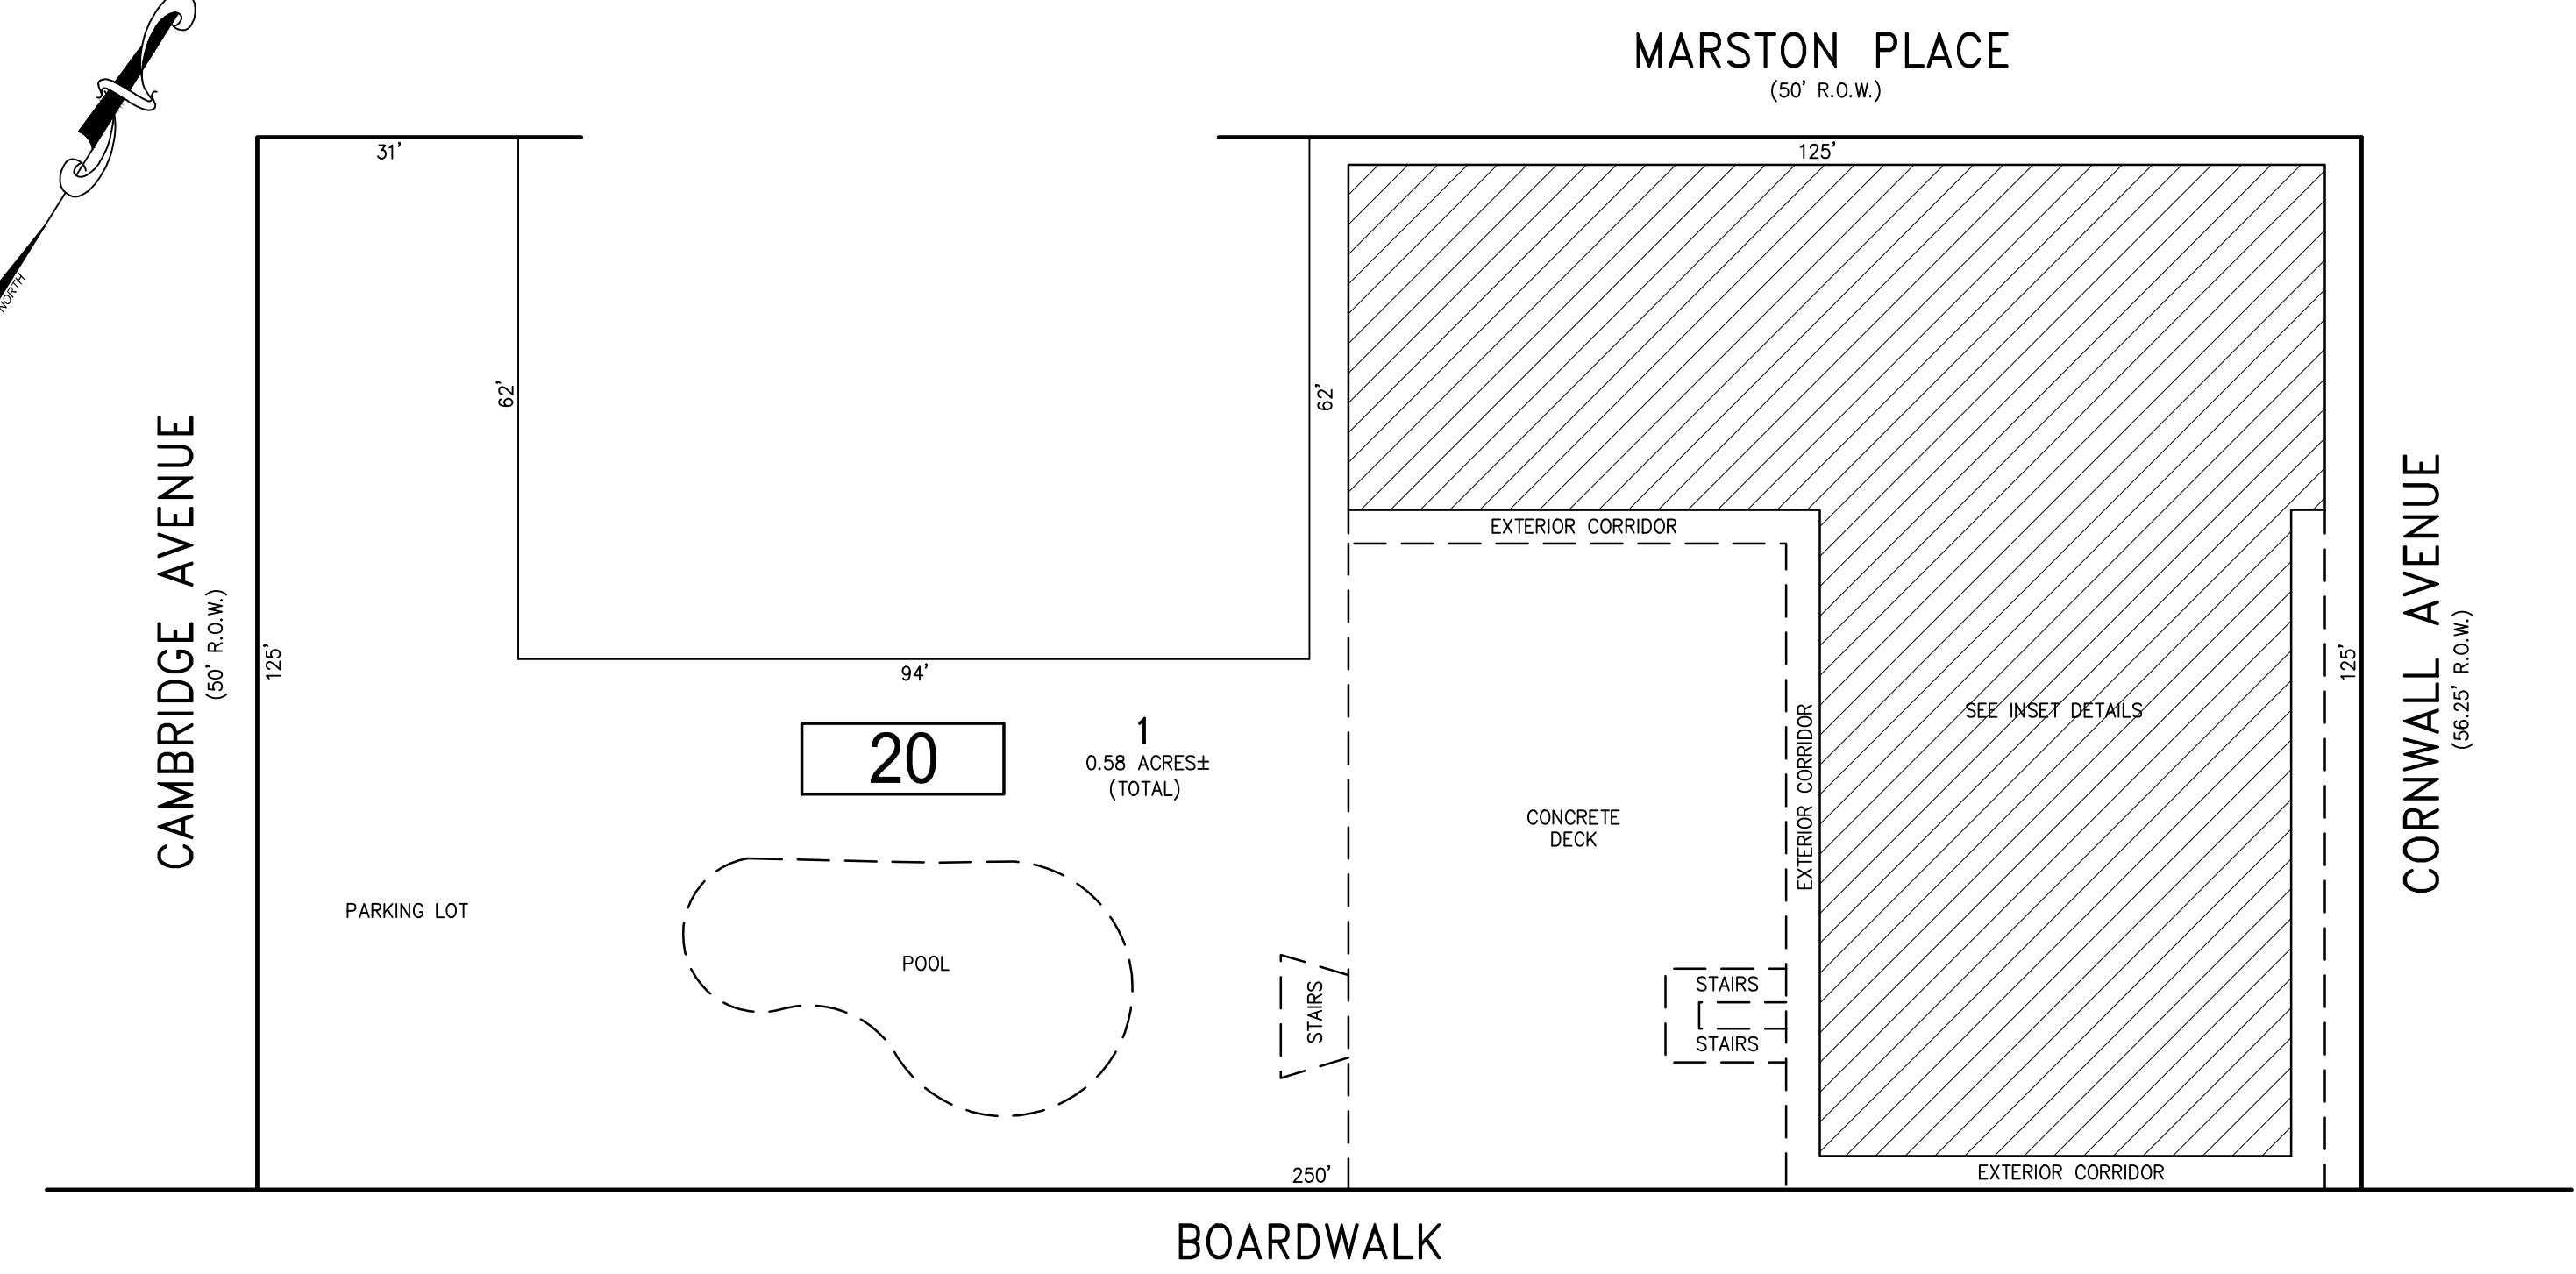 NORTH
MARSTON PLACE
(50' R.O.W.)
31'
125'
62'
62'
CAMBRIDGE AVENUE
(50' R.O.W.)
125'
94'
EXTERIOR CORRIDOR
EXTERIOR CORRIDOR
SEE INSET DETAILS
125'
CORNWALL AVENUE
(56.25' R.O.W.)
20
1
0.58 ACRES±
(TOTAL)
CONCRETE
DECK
PARKING LOT
POOL
STAIRS
STAIRS
STAIRS
250'
EXTERIOR CORRIDOR
BOARDWALK